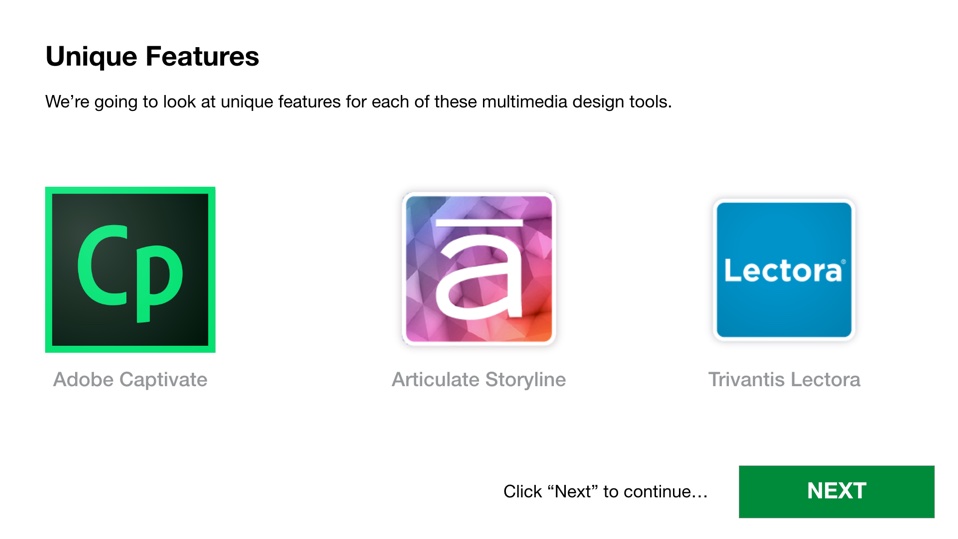 Unique Features
We’re going to look at unique features for each of these multimedia design tools.
Cp
a
Lectora®
Adobe Captivate
Articulate Storyline
Trivantis Lectora
Click “Next” to continue…
NEXT